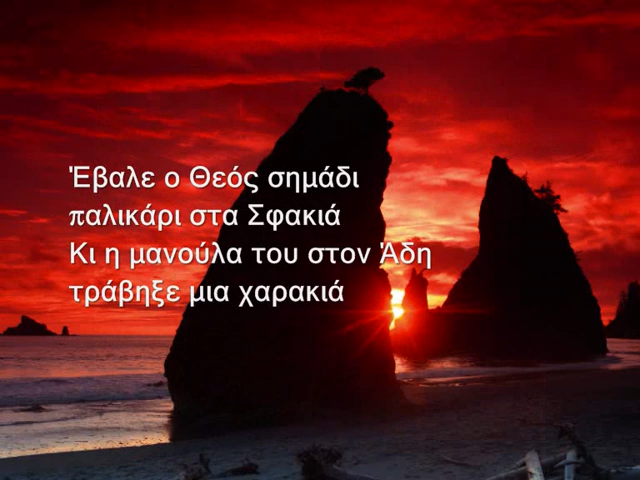 Έβαλε ο Θεός σημάδι
παλικάρι στα Σφακιά
Κι η μανούλα του στον Άδη
τράβηξε μια χαρακιά